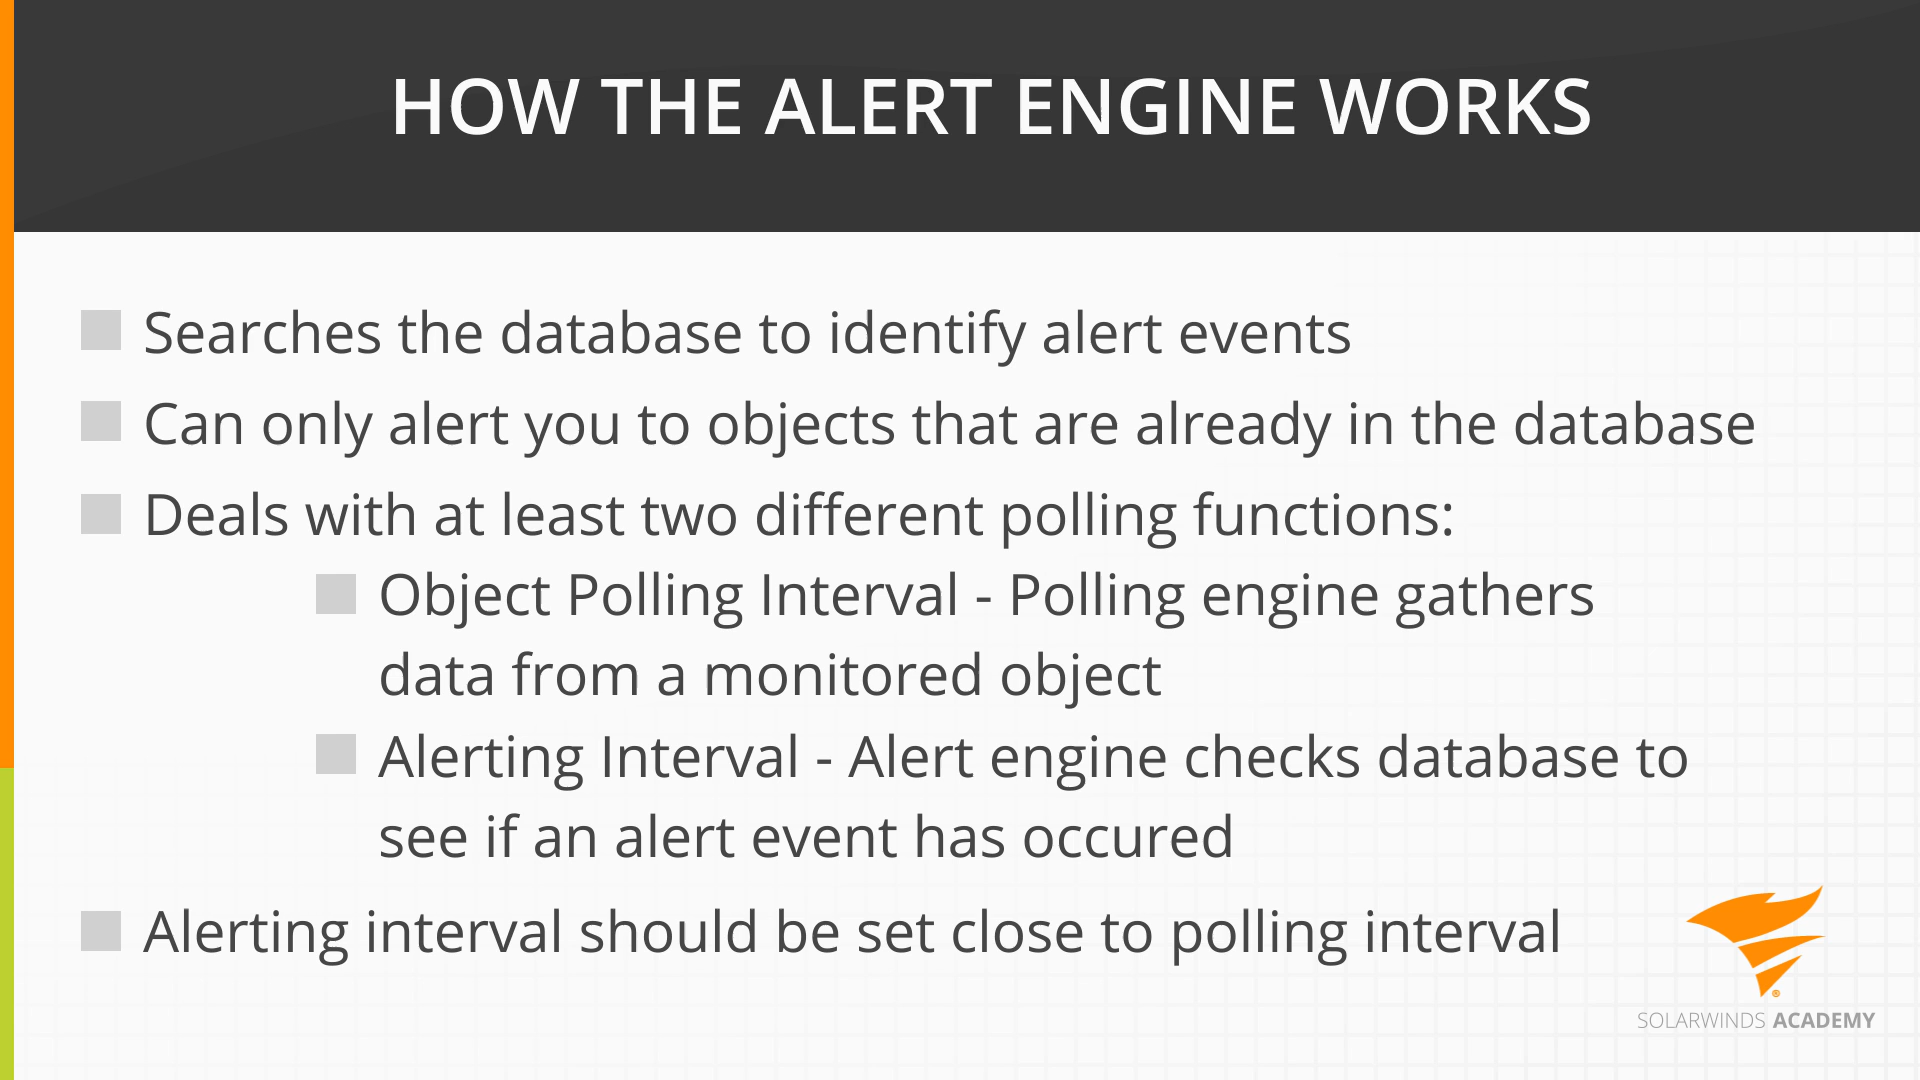 HOW THE ALERT ENGINE WORKS
Searches the database to identify alert events
Can only alert you to objects that are already in the database
Deals with at least two different polling functions:
Object Polling Interval - Polling engine gathers
data from a monitored object
Alerting Interval - Alert engine checks database to
see if an alert event has occured
Alerting interval should be set close to polling interval
®
SOLARWINDS ACADEMY